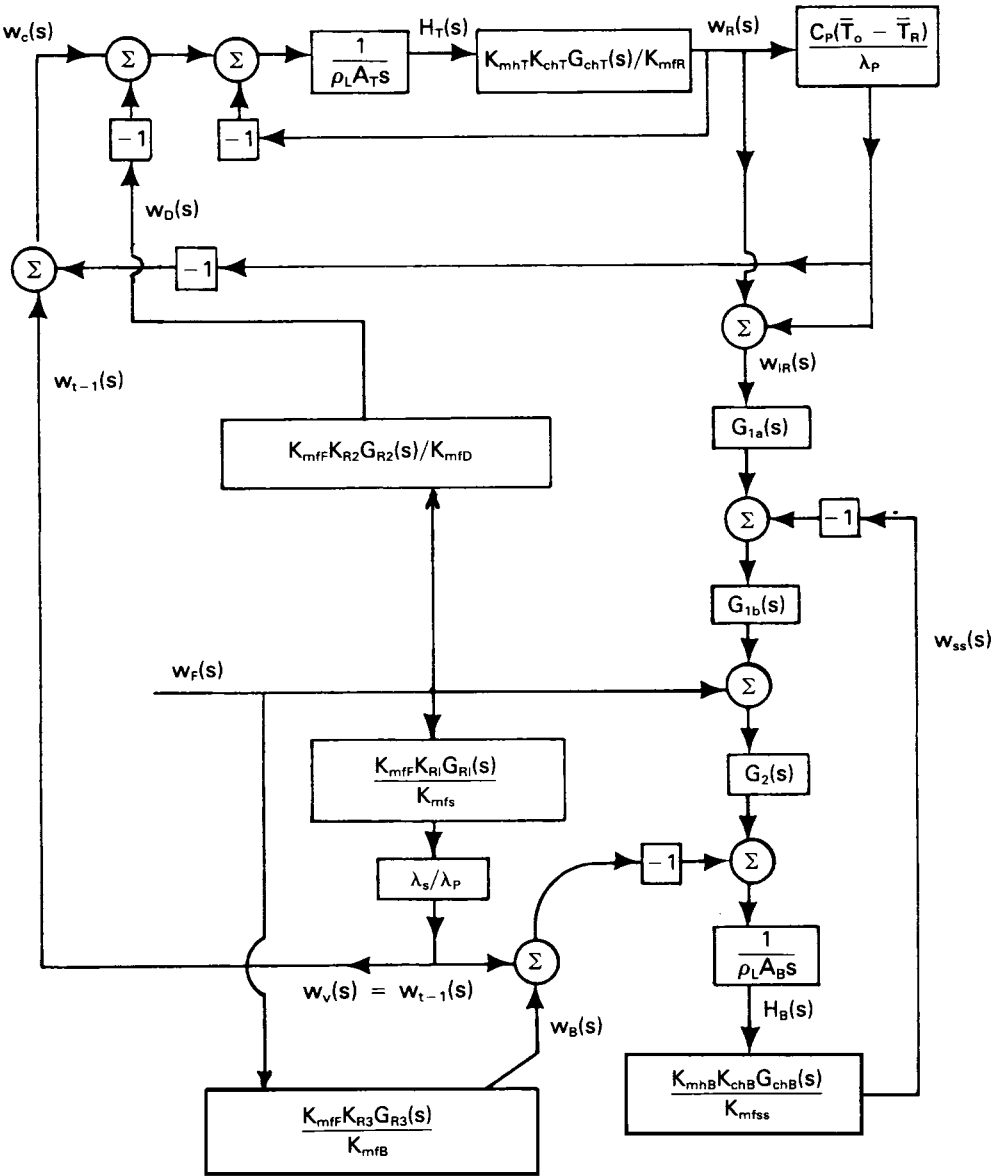 w_c(s)
Σ
Σ
1
ρ_L A_T s
H_T(s)
K_mhT K_chT G_chT(s)/K_mfR
w_R(s)
C_P(T̅_o − T̅_R)
λ_P
−1
−1
w_D(s)
Σ
−1
Σ
w_IR(s)
w_{t−1}(s)
G_1a(s)
K_mfF K_R2 G_R2(s)/K_mfD
Σ
−1
G_1b(s)
w_ss(s)
w_F(s)
Σ
K_mfF K_RI G_RI(s)
K_mfs
G_2(s)
λ_s/λ_P
−1
Σ
Σ
1
ρ_L A_B s
w_v(s) = w_{t−1}(s)
w_B(s)
H_B(s)
K_mhB K_chB G_chB(s)
K_mfss
K_mfF K_R3 G_R3(s)
K_mfB